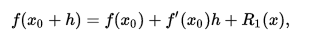 f(x₀ + h) = f(x₀) + f′(x₀)h + R₁(x),